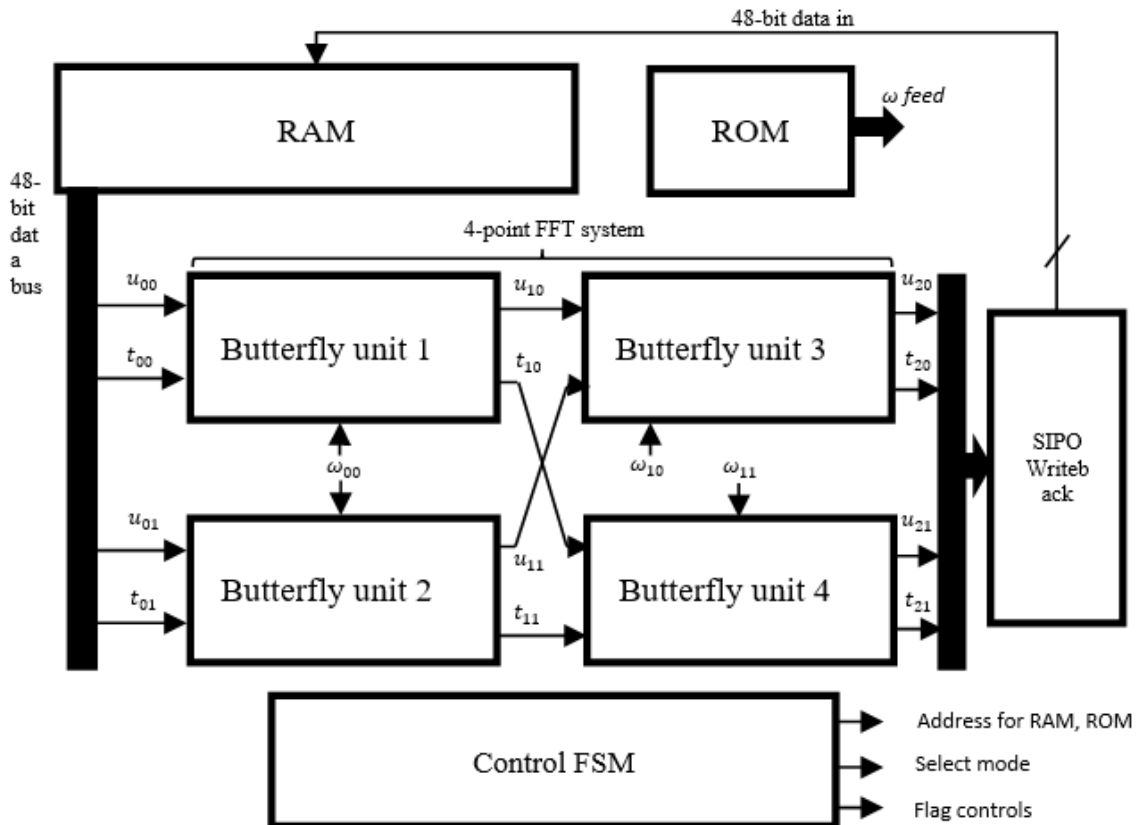 48-bit data in
RAM
ROM
ω feed
48-
bit
dat
a
bus
4-point FFT system
u₀₀
t₀₀
Butterfly unit 1
u₁₀
t₁₀
Butterfly unit 3
u₂₀
t₂₀
ω₀₀
ω₁₀
ω₁₁
SIPO
Writeb
ack
u₀₁
t₀₁
Butterfly unit 2
u₁₁
t₁₁
Butterfly unit 4
u₂₁
t₂₁
Control FSM
Address for RAM, ROM
Select mode
Flag controls